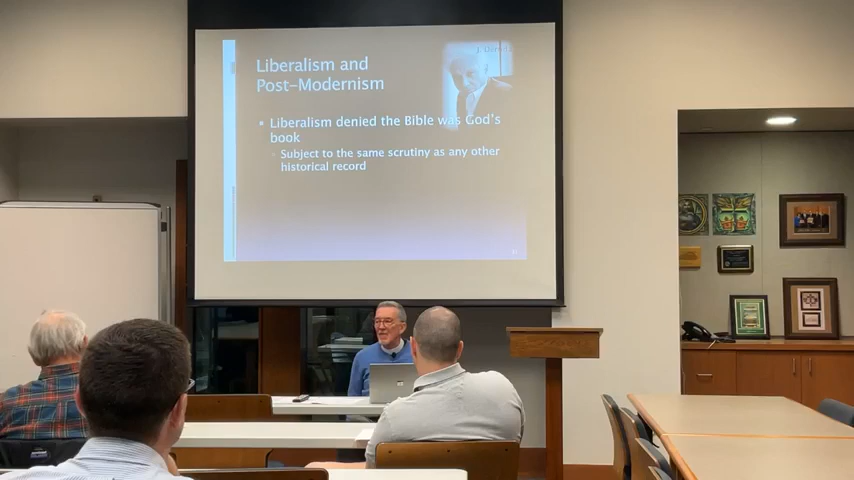 J. Derrida
Liberalism and
Post-Modernism
Liberalism denied the Bible was God's
book
Subject to the same scrutiny as any other
historical record